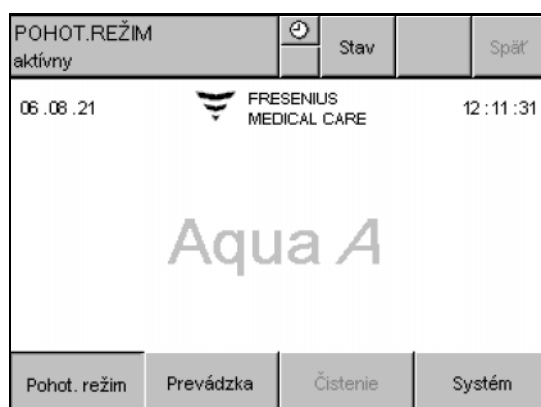 POHOT.REŽIM
aktívny
Stav
Späť
06.08.21
FRESENIUS
MEDICAL CARE
12:11:31
Aqua A
Pohot. režim
Prevádzka
Čistenie
Systém